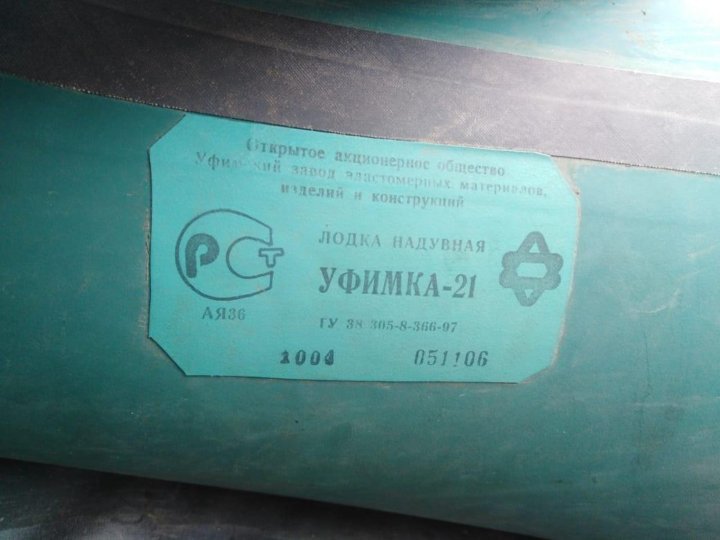 Открытое акционерное общество
Уфимский завод эластомерных материалов,
изделий и конструкций
РСТ
ЛОДКА НАДУВНАЯ
УФИМКА-21
АЯ36
ТУ 38 305-8-366-97
051106